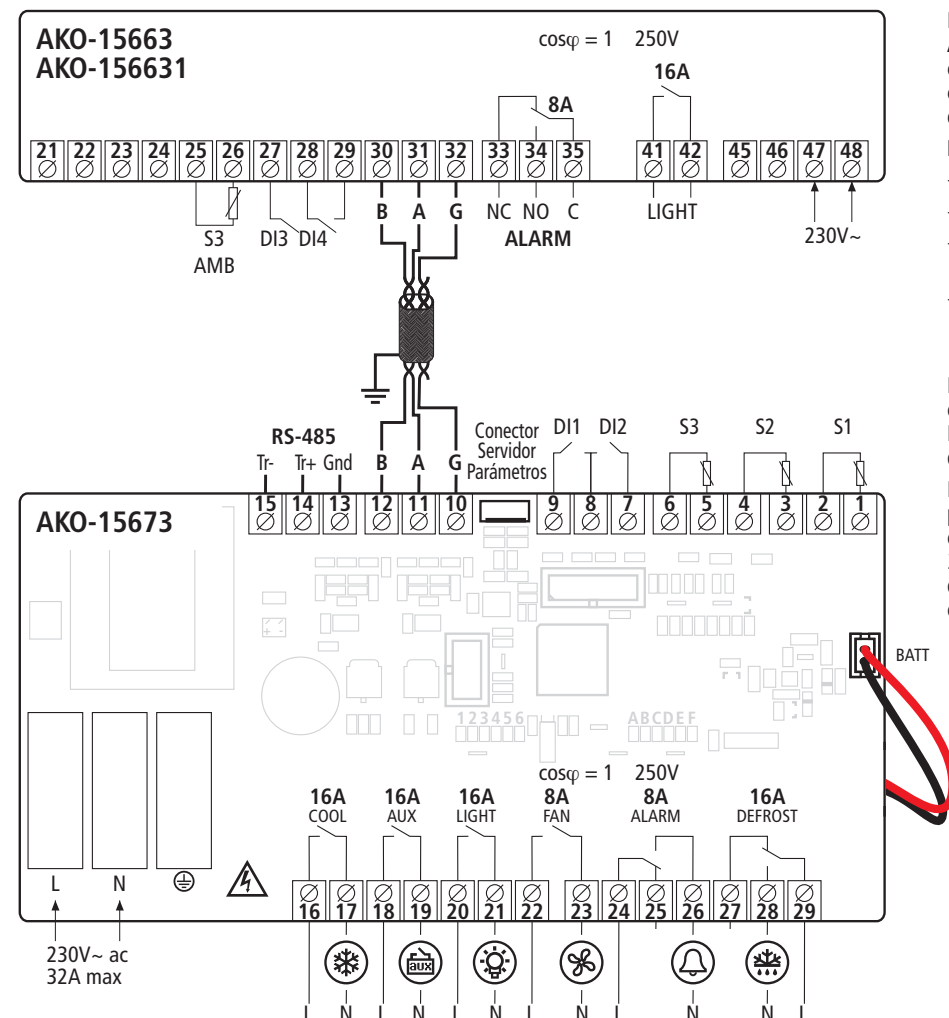 AKO-15663
AKO-156631
cosφ = 1 250V
16A
8A
21 22 23 24 25 26 27 28 29 30 31 32 33 34 35 41 42 45 46 47 48
B A G NC NO C LIGHT
S3 DI3 DI4 ALARM 230V~
AMB
RS-485
Tr- Tr+ Gnd B A G
Conector
Servidor
Parámetros
DI1 DI2 S3 S2 S1
15 14 13 12 11 10 9 8 7 6 5 4 3 2 1
AKO-15673
BATT
123456 ABCDEF
cosφ = 1 250V
16A 16A 16A 8A 8A 16A
COOL AUX LIGHT FAN ALARM DEFROST
L N
16 17 18 19 20 21 22 23 24 25 26 27 28 29
230V~ ac
32A max
aux
L N L N L N L N L N N L